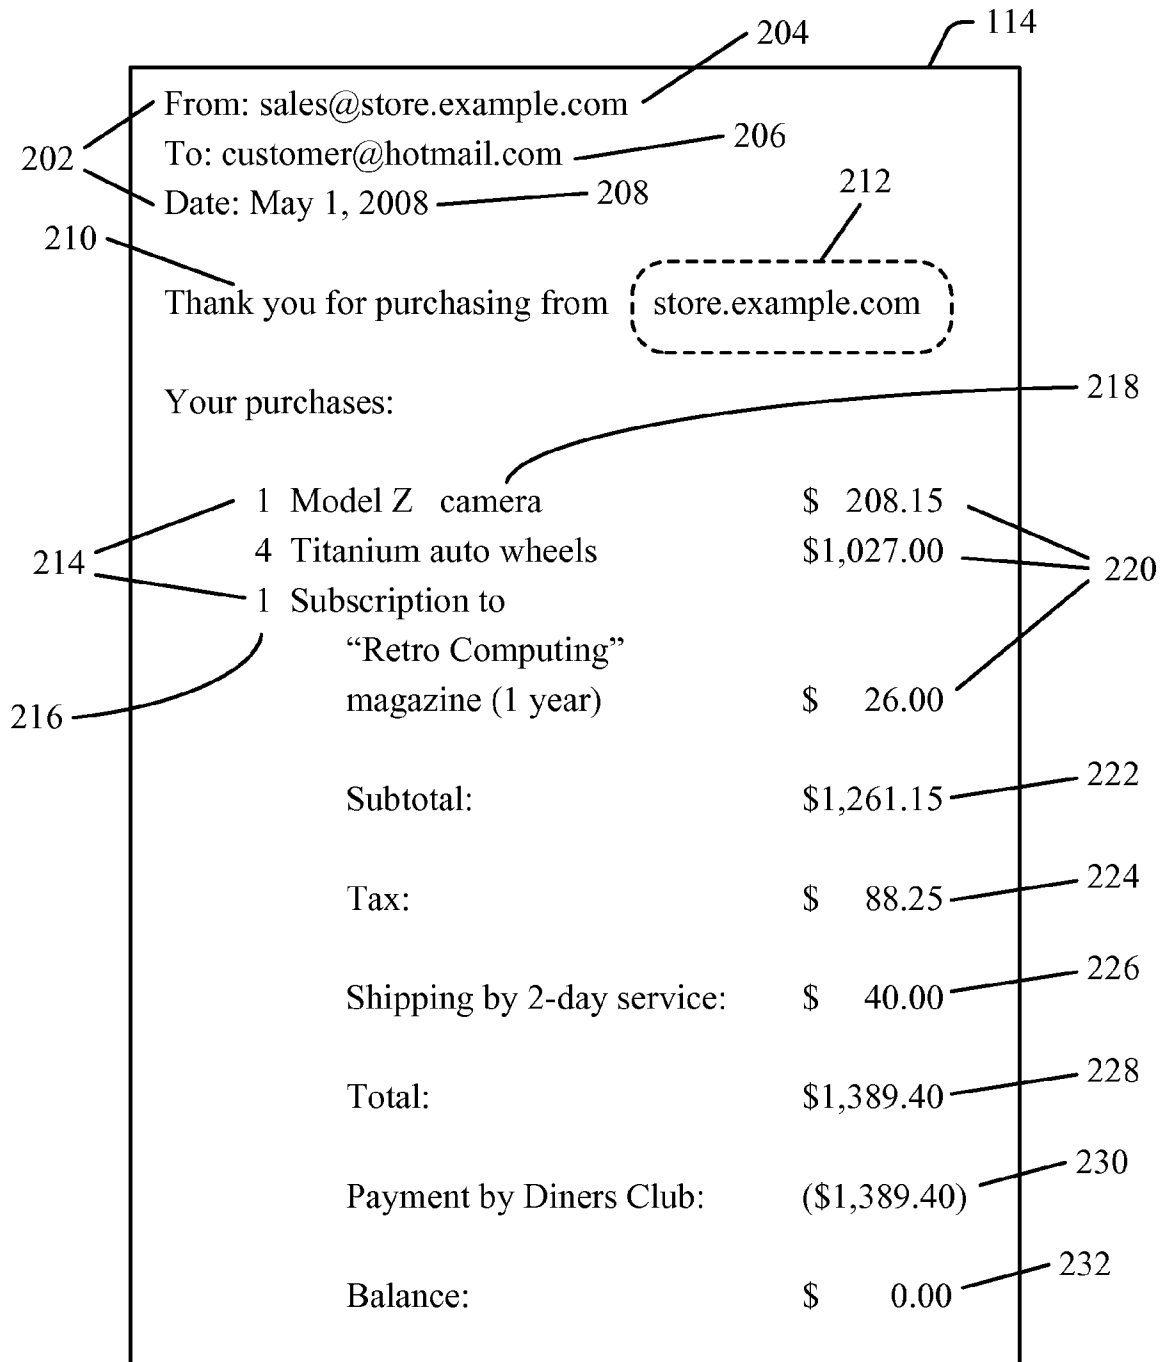 114
204
From: sales@store.example.com
206
To: customer@hotmail.com
202
212
208
Date: May 1, 2008
210
Thank you for purchasing from store.example.com
218
Your purchases:
1 Model Z camera $ 208.15
214
4 Titanium auto wheels $1,027.00
220
1 Subscription to
“Retro Computing”
magazine (1 year) $ 26.00
216
222
Subtotal: $1,261.15
224
Tax: $ 88.25
226
Shipping by 2-day service: $ 40.00
228
Total: $1,389.40
230
Payment by Diners Club: ($1,389.40)
232
Balance: $ 0.00